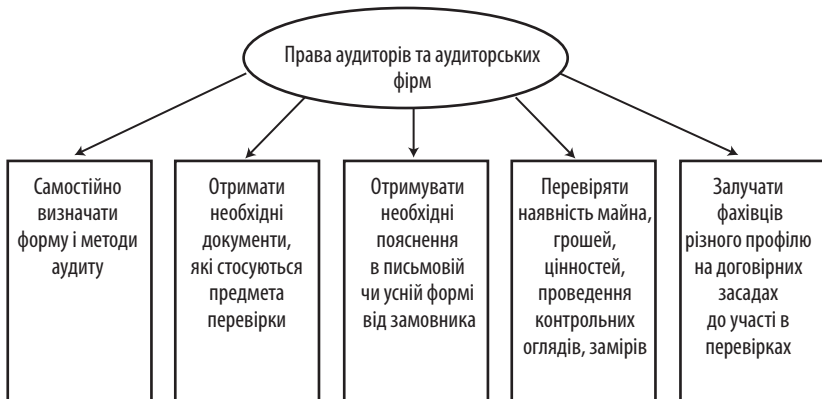 Права аудиторів та аудиторських
фірм
Самостійно
визначати
форму і методи
аудиту
Отримати
необхідні
документи,
які стосуються
предмета
перевірки
Отримувати
необхідні
пояснення
в письмовій
чи усній формі
від замовника
Перевіряти
наявність майна,
грошей,
цінностей,
проведення
контрольних
оглядів, замірів
Залучати
фахівців
різного профілю
на договірних
засадах
до участі в
перевірках